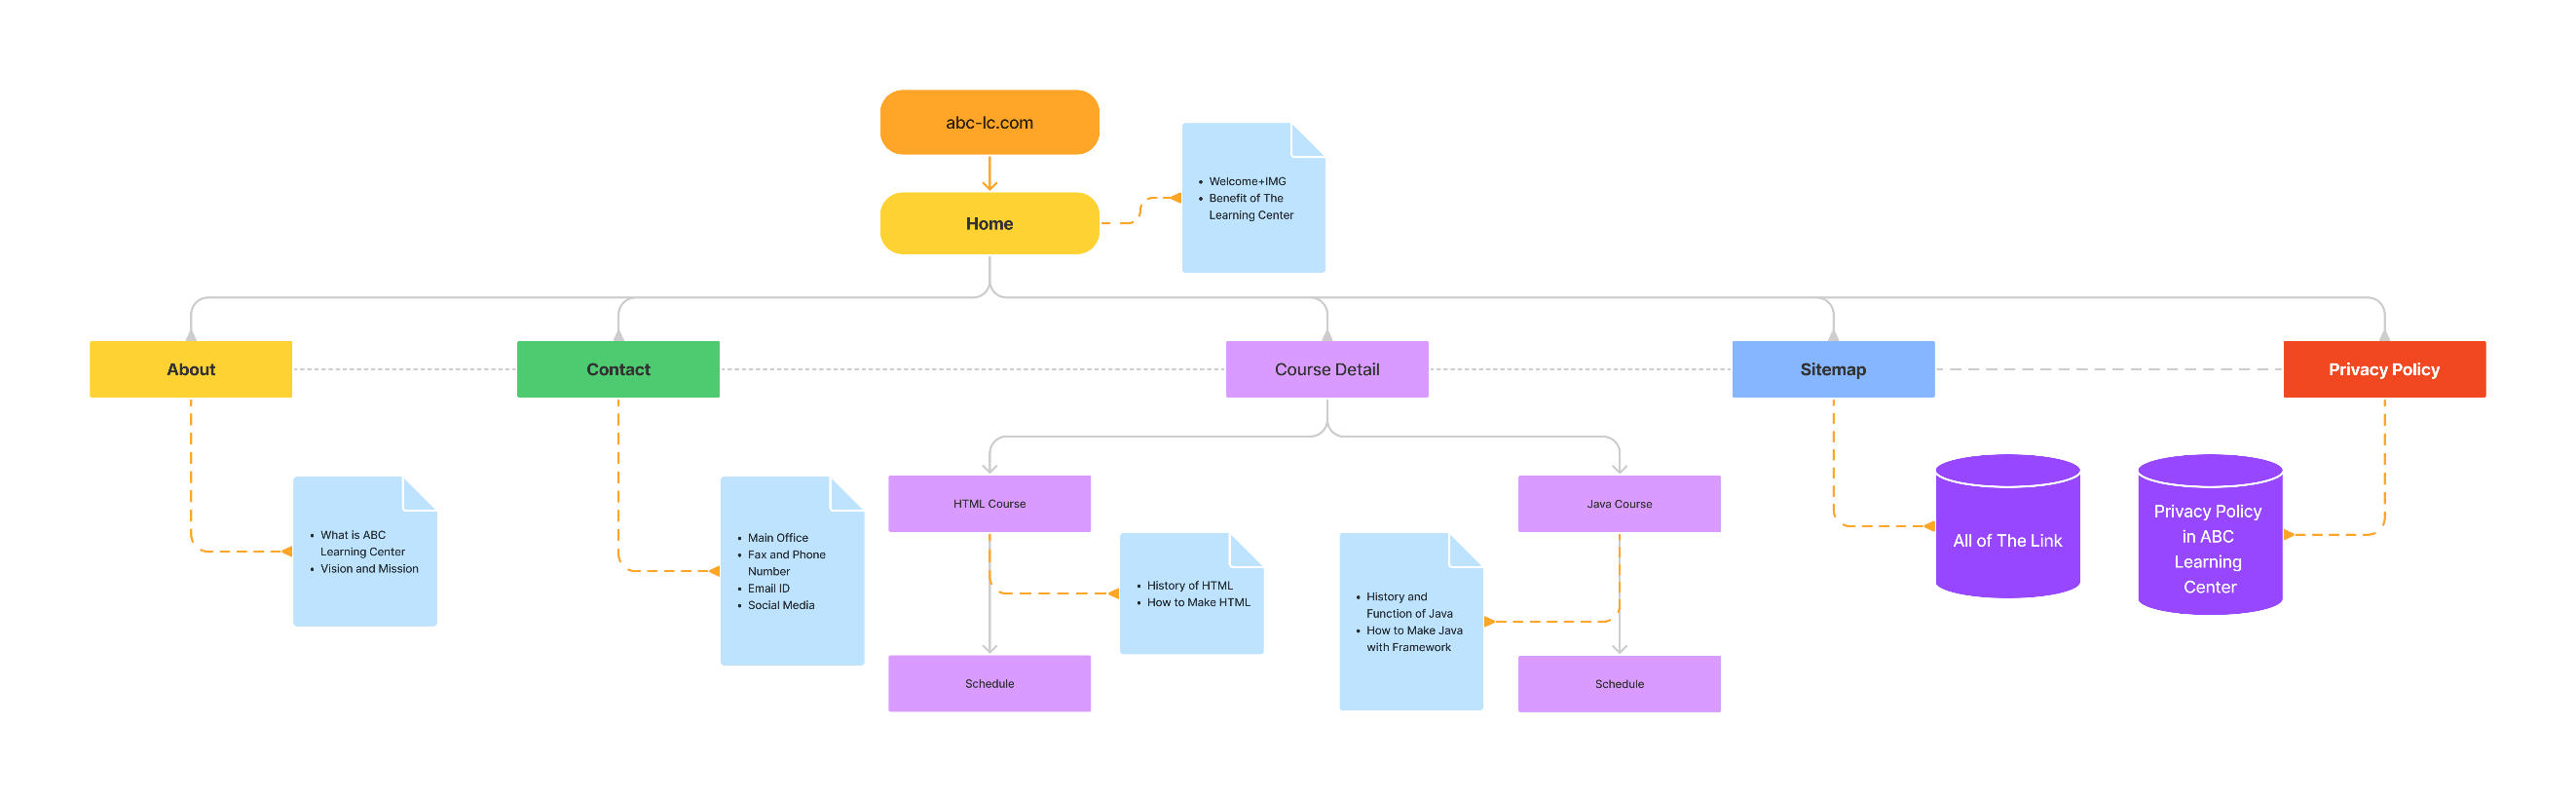 abc-lc.com
Home
• Welcome+IMG
• Benefit of The
Learning Center
About
Contact
Course Detail
Sitemap
Privacy Policy
• What is ABC
Learning Center
• Vision and Mission
• Main Office
• Fax and Phone
Number
• Email ID
• Social Media
HTML Course
• History of HTML
• How to Make HTML
Schedule
Java Course
• History and
Function of Java
• How to Make Java
with Framework
Schedule
All of The Link
Privacy Policy
in ABC
Learning
Center